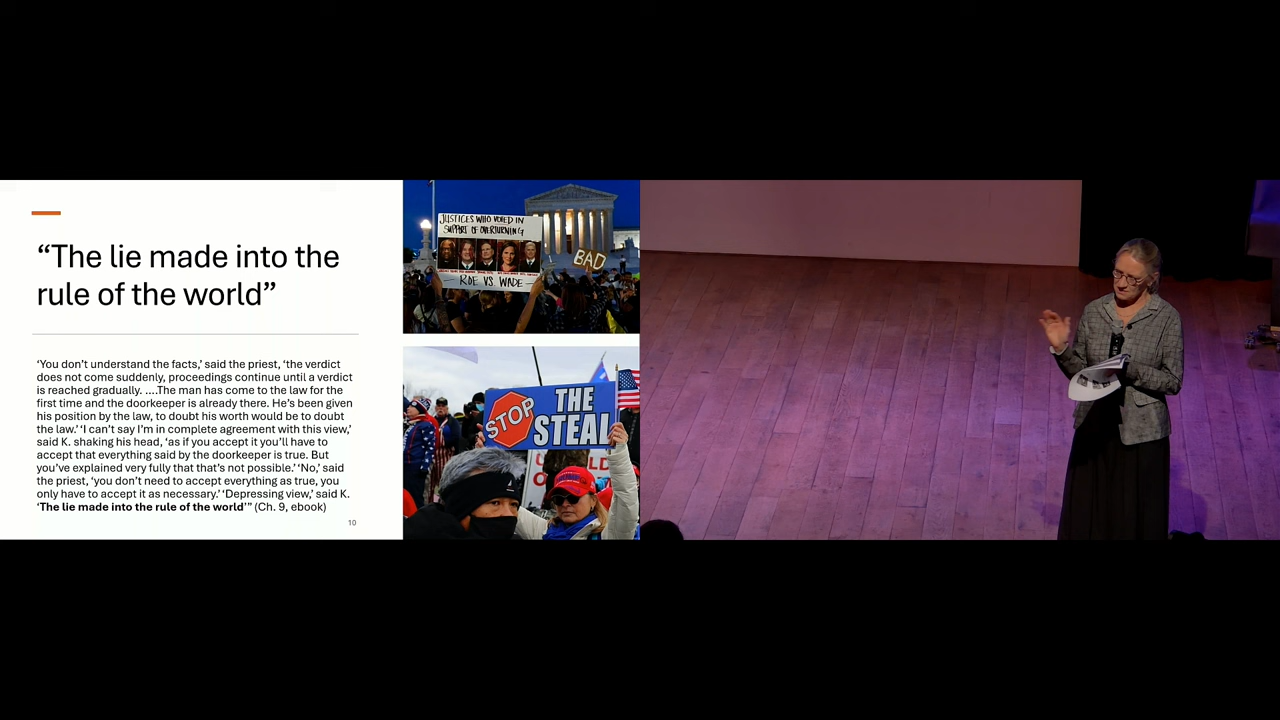 “The lie made into the
rule of the world”
‘You don’t understand the facts,’ said the priest, ‘the verdict
does not come suddenly, proceedings continue until a verdict
is reached gradually. ....The man has come to the law for the
first time and the doorkeeper is already there. He’s been given
his position by the law, to doubt his worth would be to doubt
the law.’ ‘I can’t say I’m in complete agreement with this view,’
said K. shaking his head, ‘as if you accept it you’ll have to
accept that everything said by the doorkeeper is true. But
you’ve explained very fully that that’s not possible.’ ‘No,’ said
the priest, ‘you don’t need to accept everything as true, you
only have to accept it as necessary.’ ‘Depressing view,’ said K.
‘The lie made into the rule of the world’” (Ch. 9, ebook)
10
JUSTICES WHO VOTED IN
SUPPORT OF OVERTURNING
ROE VS. WADE
BAD
STOP
THE
STEAL